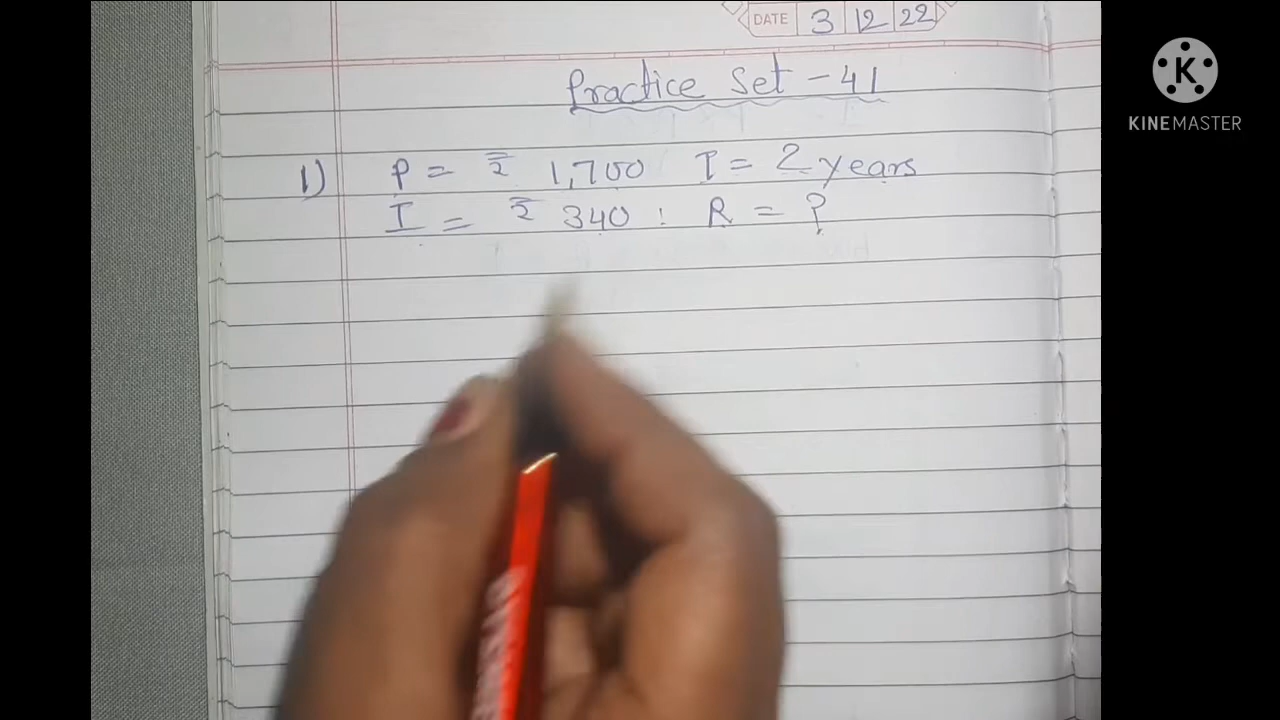 DATE 3 12 22
Practice Set - 41
1) P = ₹ 1,700 T = 2 years
I = ₹ 340 : R = ?
K
KINEMASTER